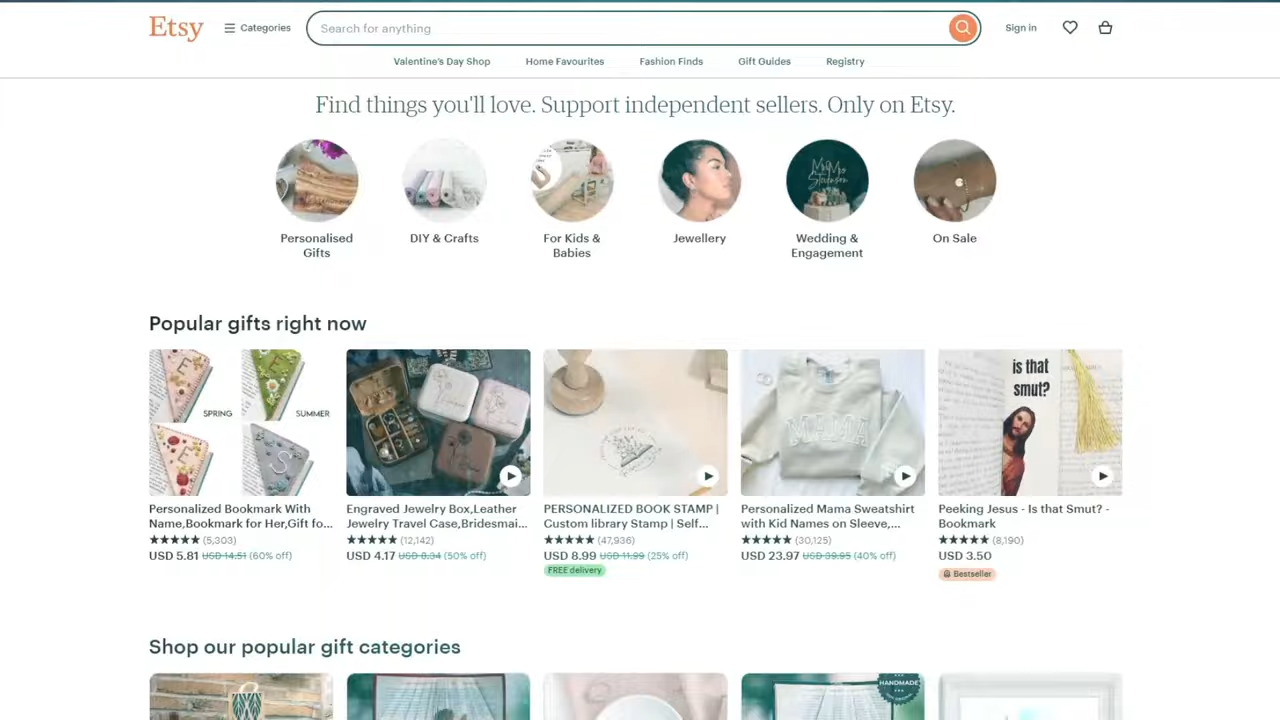 Etsy
Categories
Search for anything
Sign in
Valentine's Day Shop
Home Favourites
Fashion Finds
Gift Guides
Registry
Find things you'll love. Support independent sellers. Only on Etsy.
Personalised
Gifts
DIY & Crafts
For Kids &
Babies
Jewellery
Wedding &
Engagement
On Sale
Popular gifts right now
SPRING
SUMMER
MAMA
is that
smut?
Personalized Bookmark With
Name,Bookmark for Her,Gift fo...
(5,303)
USD 5.81 USD 14.51 (60% off)
Engraved Jewelry Box,Leather
Jewelry Travel Case,Bridesmai...
(12,142)
USD 4.17 USD 8.34 (50% off)
PERSONALIZED BOOK STAMP |
Custom library Stamp | Self...
(47,936)
USD 8.99 USD 11.99 (25% off)
FREE delivery
Personalized Mama Sweatshirt
with Kid Names on Sleeve,...
(30,125)
USD 23.97 USD 39.95 (40% off)
Peeking Jesus - Is that Smut? -
Bookmark
(8,190)
USD 3.50
Bestseller
Shop our popular gift categories
HANDMADE